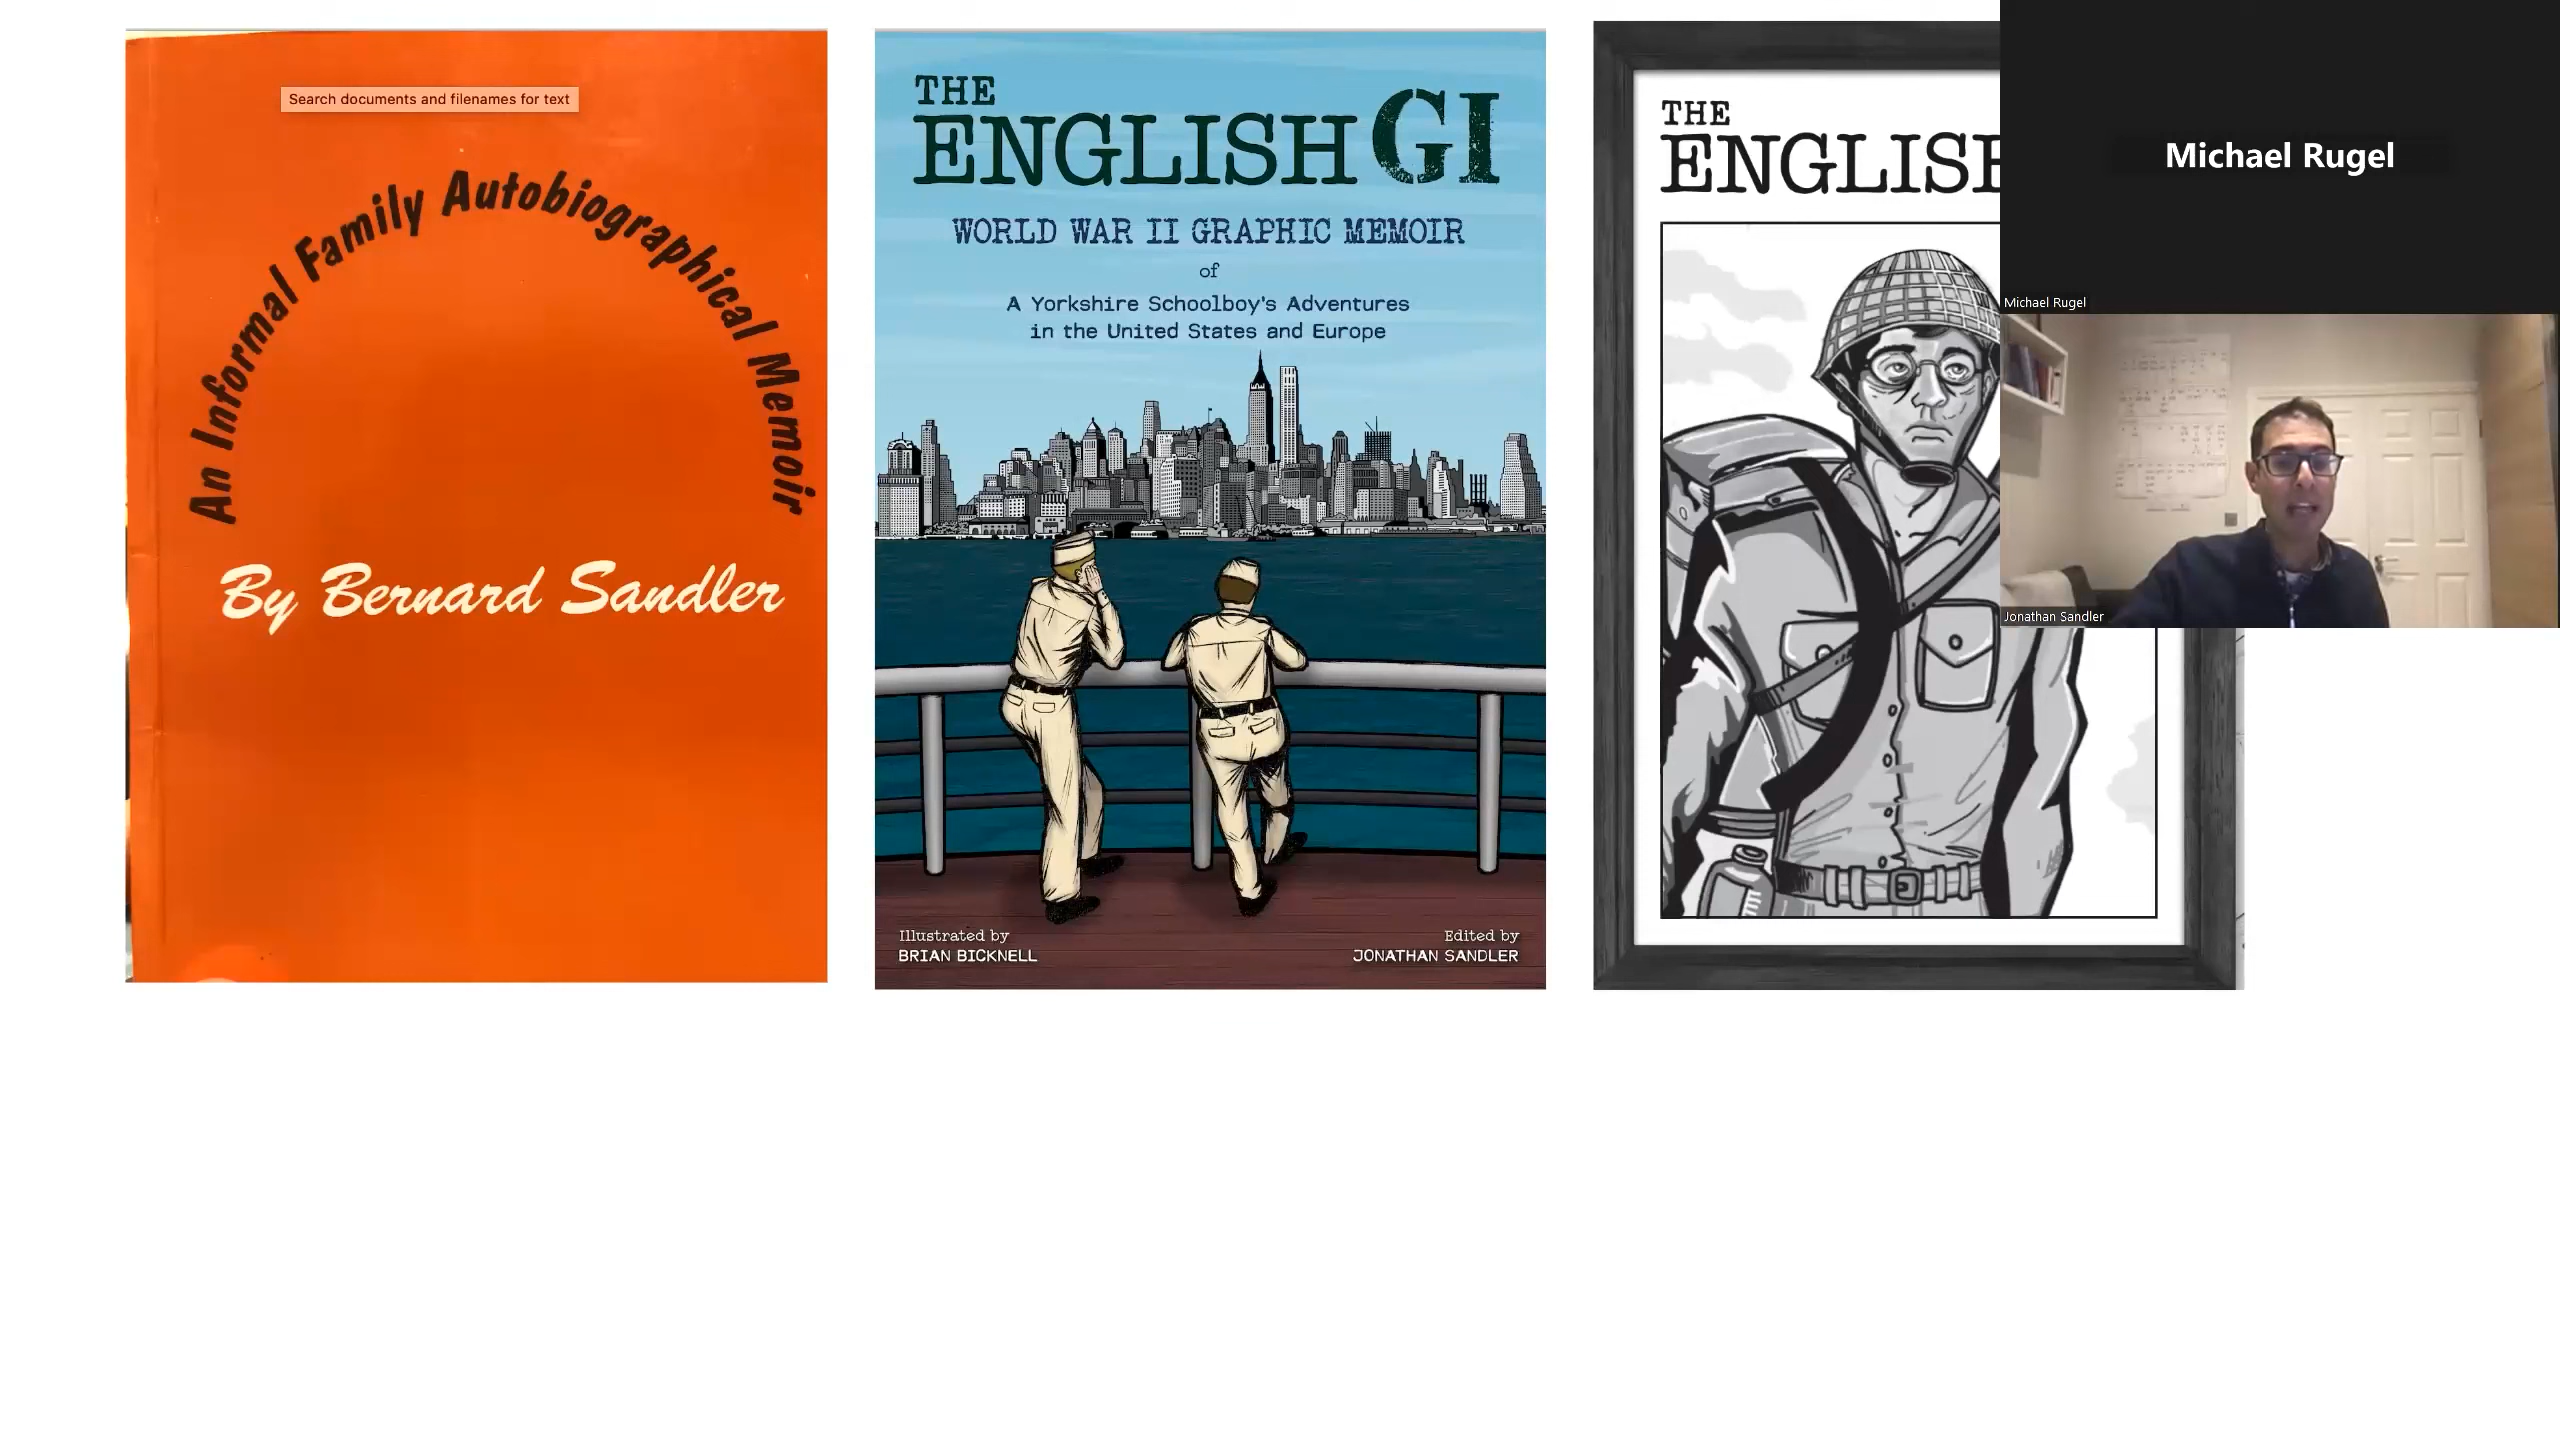 Search documents and filenames for text
An Informal Family Autobiographical Memoir
By Bernard Sandler
THE
ENGLISH GI
WORLD WAR II GRAPHIC MEMOIR
of
A Yorkshire Schoolboy's Adventures
in the United States and Europe
Illustrated by
BRIAN BICKNELL
Edited by
JONATHAN SANDLER
THE
ENGLISH
Michael Rugel
Michael Rugel
Jonathan Sandler